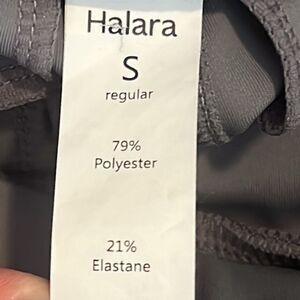 Halara
S
regular
79%
Polyester
21%
Elastane